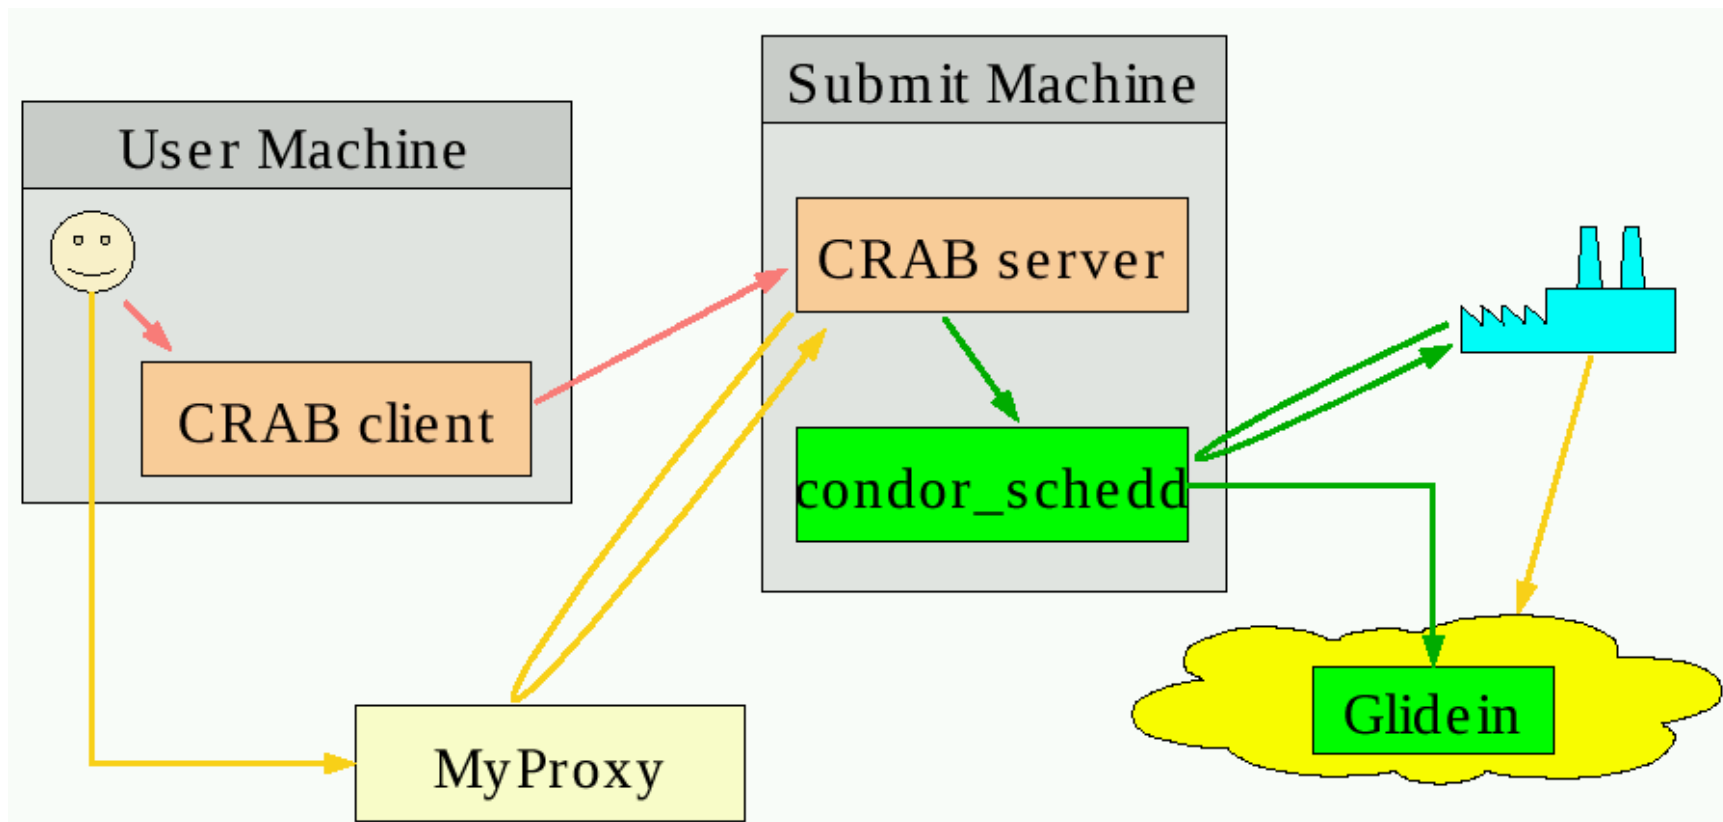 Submit Machine
User Machine
CRAB server
CRAB client
condor_schedd
Glidein
MyProxy